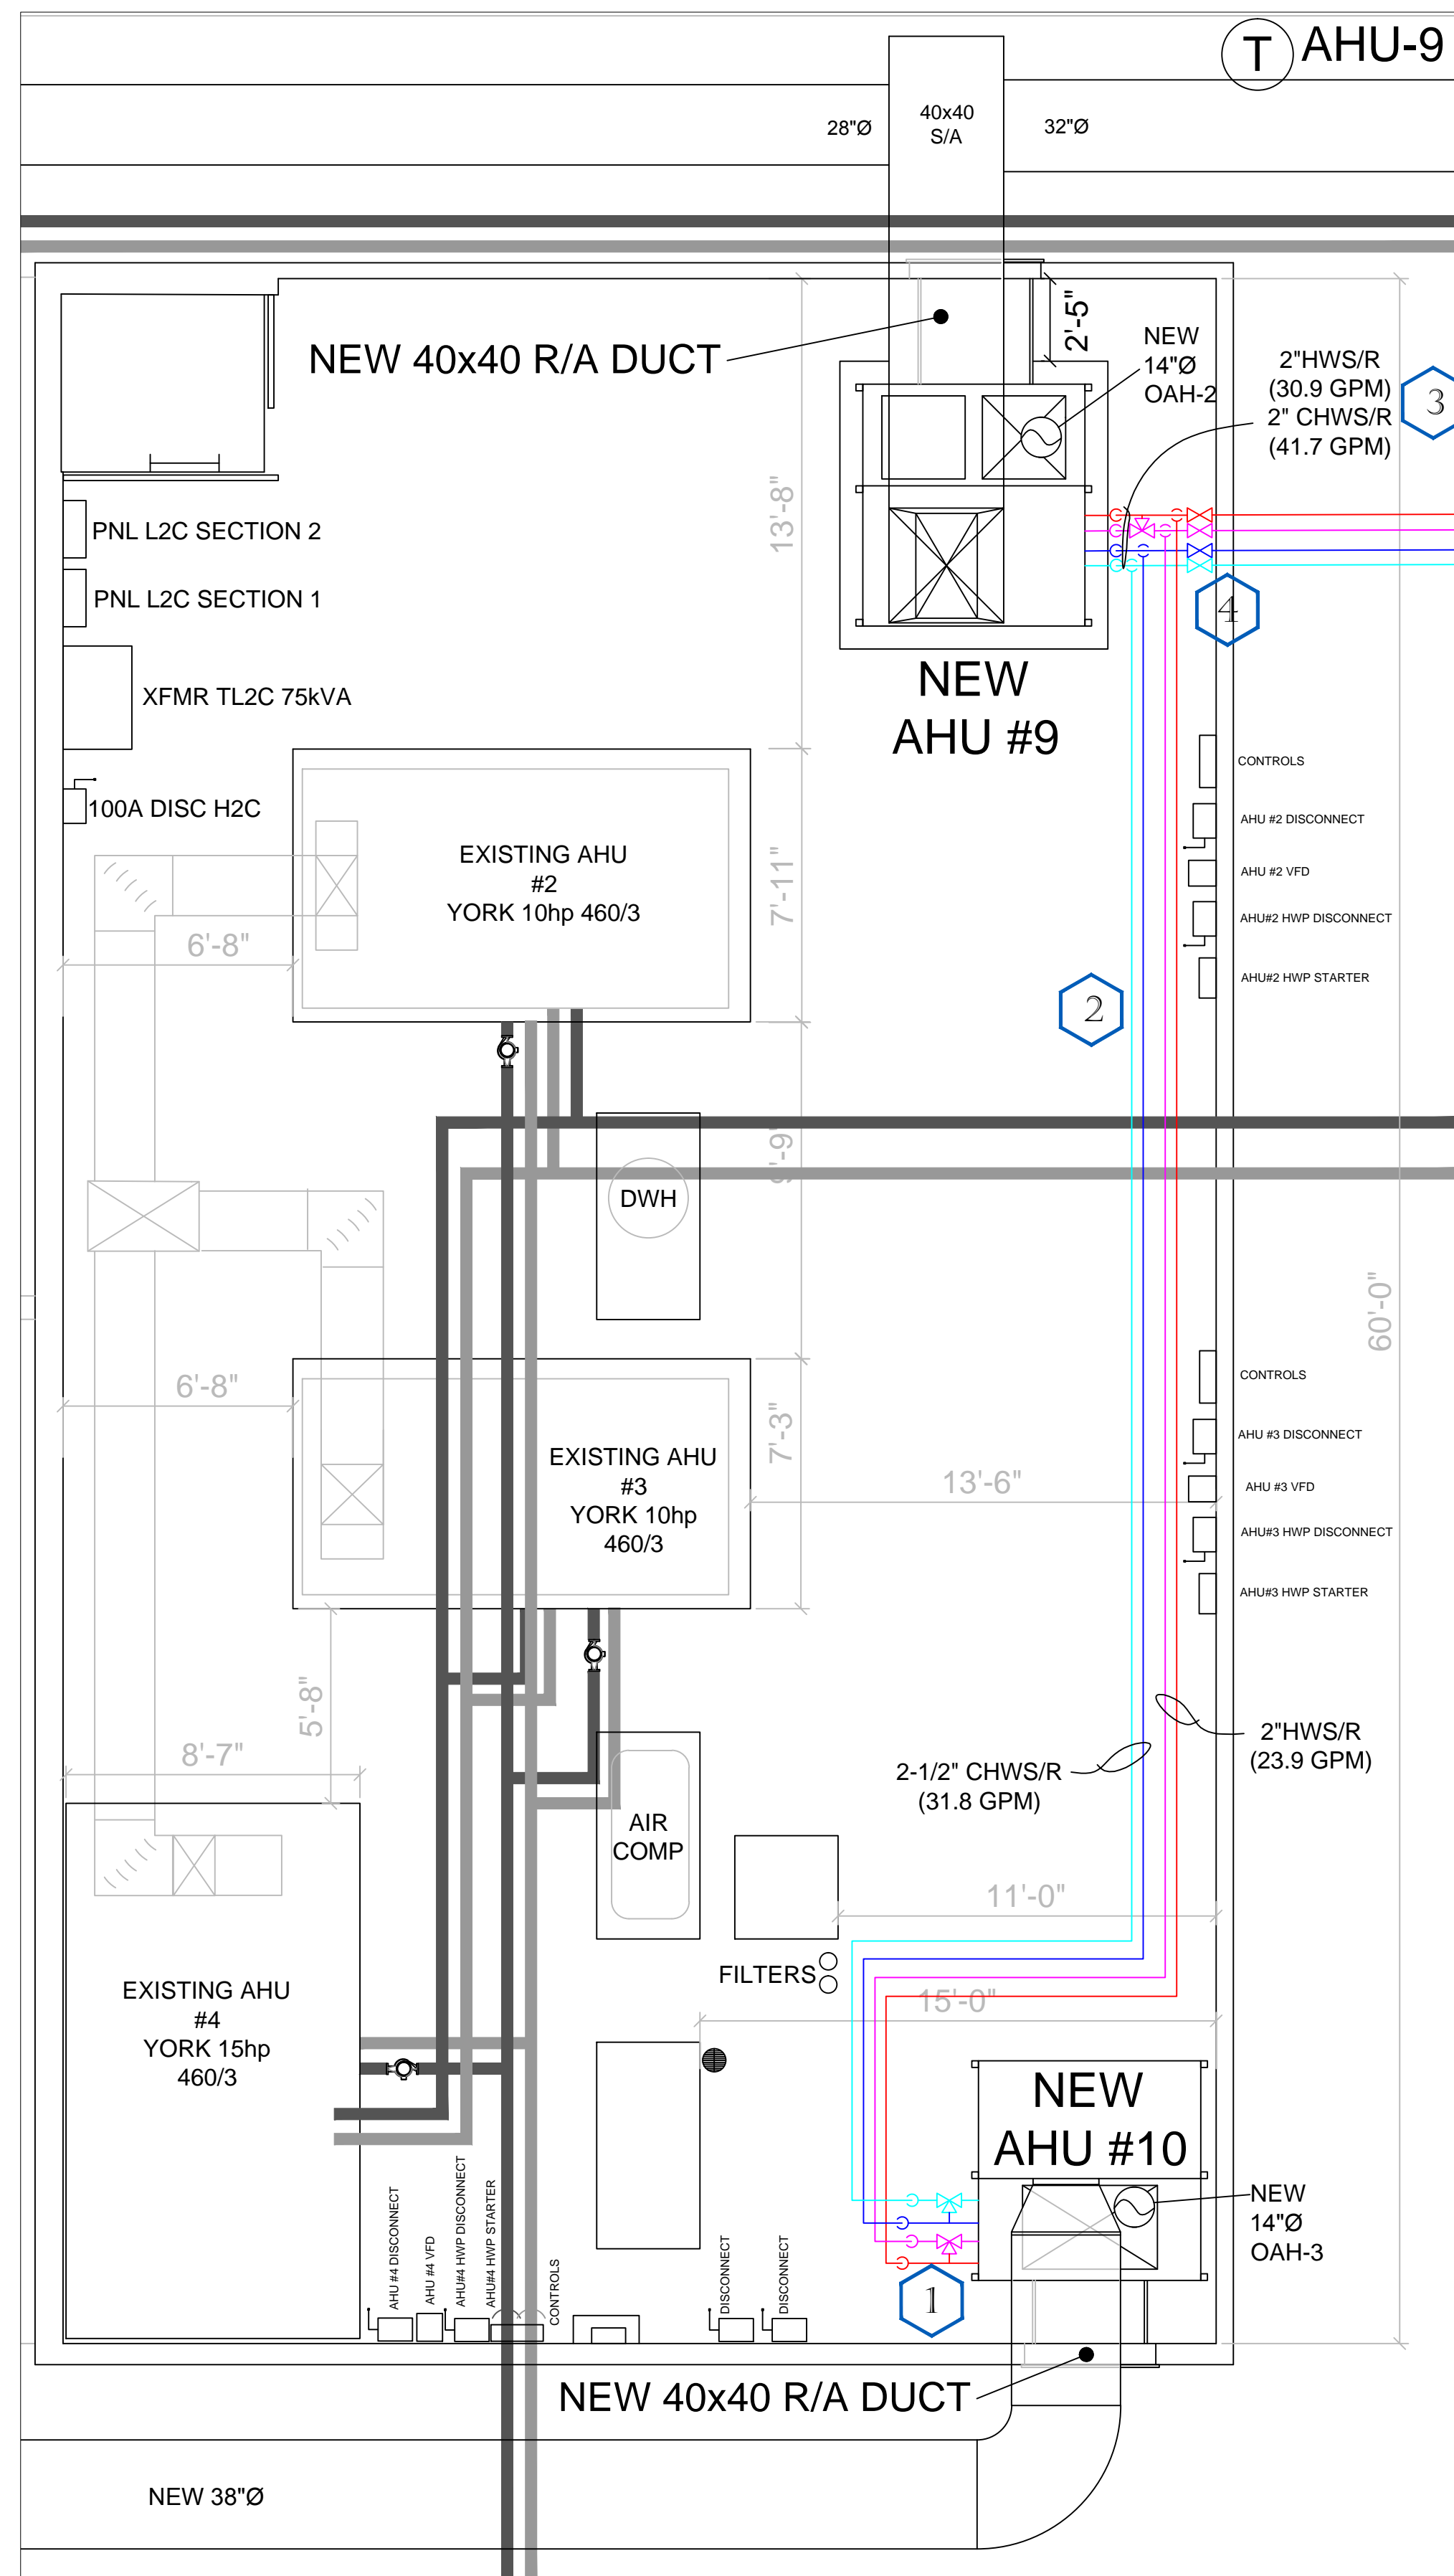 T AHU-9
28"Ø
40x40
S/A
32"Ø
NEW 40x40 R/A DUCT
2'-5"
NEW
14"Ø
OAH-2
2"HWS/R
(30.9 GPM)
2" CHWS/R
(41.7 GPM)
3
13'-8"
PNL L2C SECTION 2
PNL L2C SECTION 1
4
XFMR TL2C 75kVA
NEW
AHU #9
100A DISC H2C
CONTROLS
AHU #2 DISCONNECT
AHU #2 VFD
AHU#2 HWP DISCONNECT
AHU#2 HWP STARTER
EXISTING AHU
#2
YORK 10hp 460/3
7'-11"
6'-8"
2
DWH
60'-0"
6'-8"
EXISTING AHU
#3
YORK 10hp
460/3
7'-3"
13'-6"
CONTROLS
AHU #3 DISCONNECT
AHU #3 VFD
AHU#3 HWP DISCONNECT
AHU#3 HWP STARTER
5'-8"
8'-7"
2"HWS/R
(23.9 GPM)
2-1/2" CHWS/R
(31.8 GPM)
AIR
COMP
11'-0"
FILTERS
15'-0"
EXISTING AHU
#4
YORK 15hp
460/3
NEW
AHU #10
NEW
14"Ø
OAH-3
AHU #4 DISCONNECT
AHU #4 VFD
AHU#4 HWP DISCONNECT
AHU#4 HWP STARTER
CONTROLS
DISCONNECT
DISCONNECT
1
NEW 40x40 R/A DUCT
NEW 38"Ø